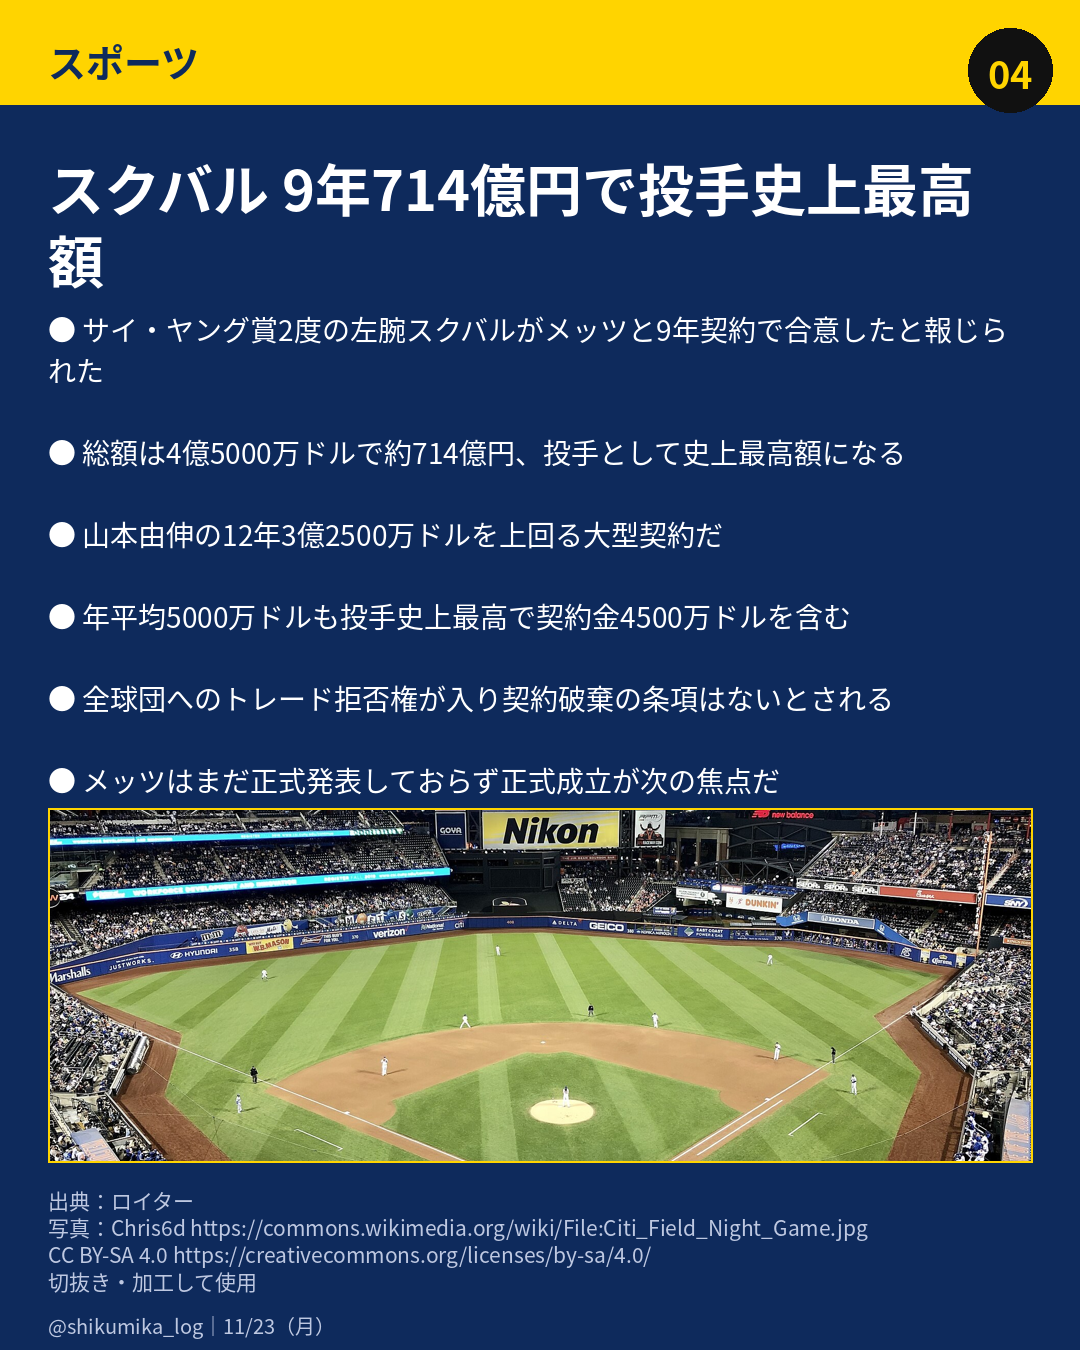 スポーツ
04
スクバル 9年714億円で投手史上最高
額
● サイ・ヤング賞2度の左腕スクバルがメッツと9年契約で合意したと報じら
れた
● 総額は4億5000万ドルで約714億円、投手として史上最高額になる
● 山本由伸の12年3億2500万ドルを上回る大型契約だ
● 年平均5000万ドルも投手史上最高で契約金4500万ドルを含む
● 全球団へのトレード拒否権が入り契約破棄の条項はないとされる
● メッツはまだ正式発表しておらず正式成立が次の焦点だ
GOYA
Nikon
new balance
DUNKIN'
HONDA
SNY
verizon
citi
DELTA
GEICO
HYUNDAI
W.B.MASON
JUSTWORKS.
Marshalls
出典：ロイター
写真：Chris6d https://commons.wikimedia.org/wiki/File:Citi_Field_Night_Game.jpg
CC BY-SA 4.0 https://creativecommons.org/licenses/by-sa/4.0/
切抜き・加工して使用
@shikumika_log｜11/23（月）